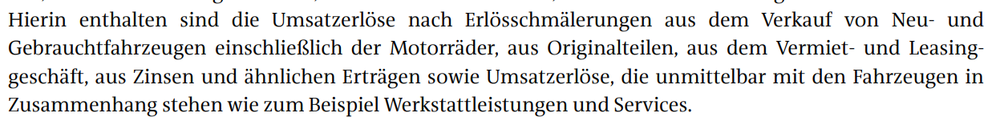 Hierin enthalten sind die Umsatzerlöse nach Erlösschmälerungen aus dem Verkauf von Neu- und
Gebrauchtfahrzeugen einschließlich der Motorräder, aus Originalteilen, aus dem Vermiet- und Leasing-
geschäft, aus Zinsen und ähnlichen Erträgen sowie Umsatzerlöse, die unmittelbar mit den Fahrzeugen in
Zusammenhang stehen wie zum Beispiel Werkstattleistungen und Services.